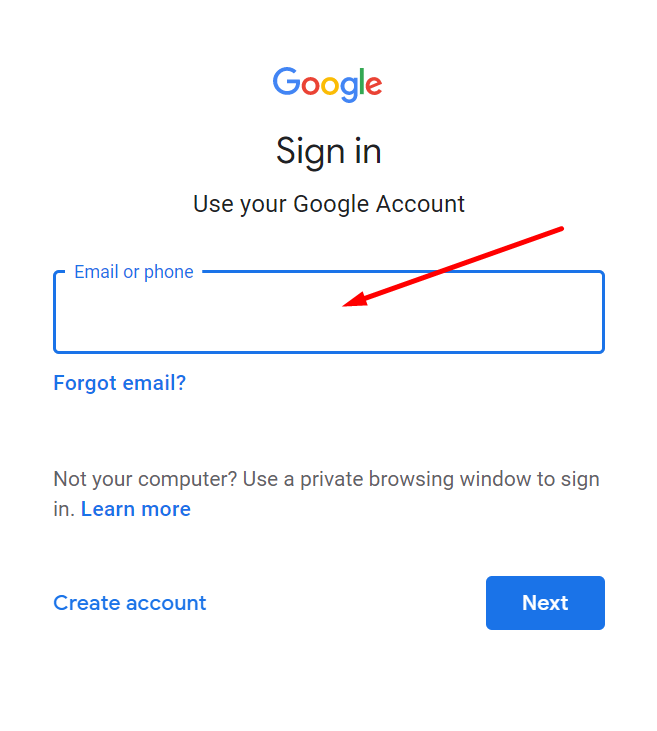 Google
Sign in
Use your Google Account
Email or phone
Forgot email?
Not your computer? Use a private browsing window to sign
in. Learn more
Create account
Next